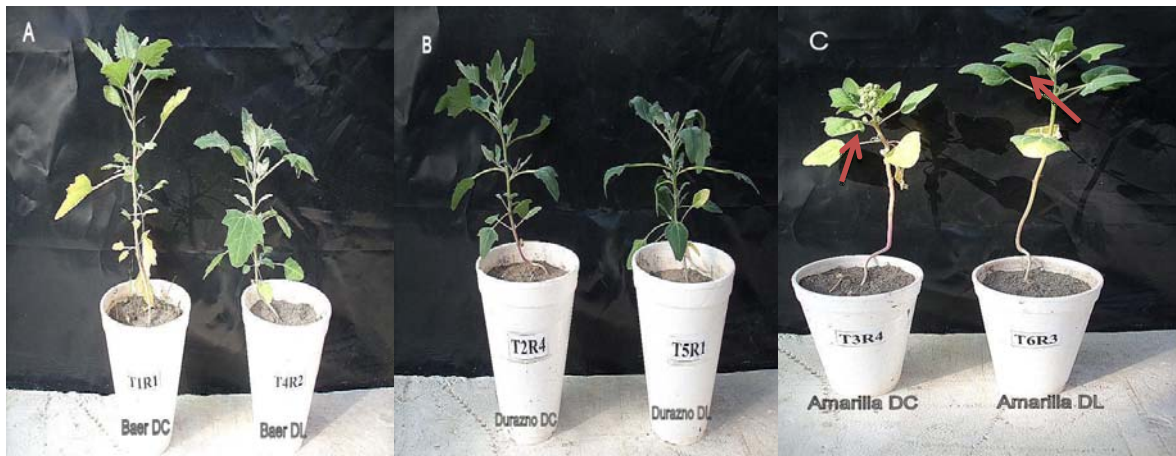 A
T1R1
T4R2
Baer DC
Baer DL
B
T2R4
T5R1
Durazno DC
Durazno DL
C
T3R4
T6R3
Amarilla DC
Amarilla DL